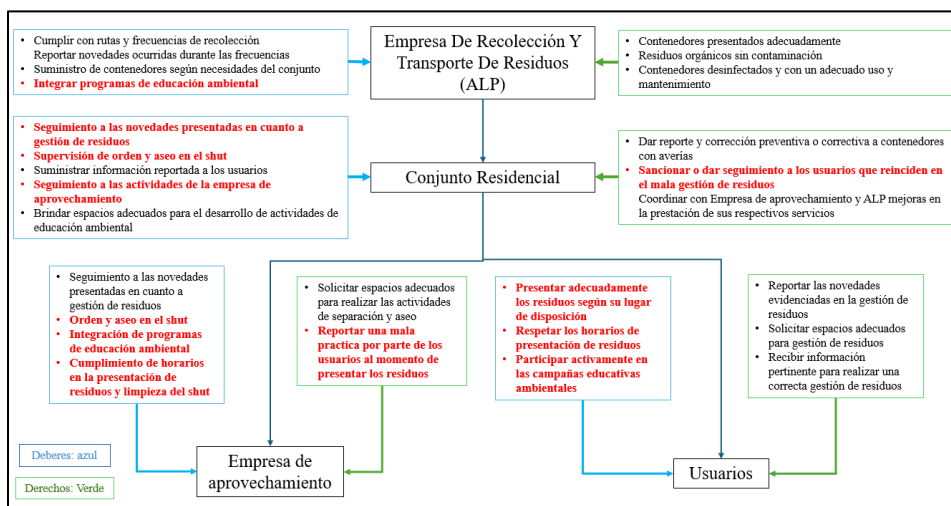 • Cumplir con rutas y frecuencias de recolección
Reportar novedades ocurridas durante las frecuencias
• Suministro de contenedores según necesidades del conjunto
• Integrar programas de educación ambiental
Empresa De Recolección Y
Transporte De Residuos
(ALP)
• Contenedores presentados adecuadamente
• Residuos orgánicos sin contaminación
• Contenedores desinfectados y con un adecuado uso y
mantenimiento
• Seguimiento a las novedades presentadas en cuanto a
gestión de residuos
• Supervisión de orden y aseo en el shut
• Suministrar información reportada a los usuarios
• Seguimiento a las actividades de la empresa de
aprovechamiento
• Brindar espacios adecuados para el desarrollo de actividades de
educación ambiental
Conjunto Residencial
• Dar reporte y corrección preventiva o correctiva a contenedores
con averías
• Sancionar o dar seguimiento a los usuarios que reinciden en
el mala gestión de residuos
Coordinar con Empresa de aprovechamiento y ALP mejoras en
la prestación de sus respectivos servicios
• Seguimiento a las novedades
presentadas en cuanto a
gestión de residuos
• Orden y aseo en el shut
• Integración de programas
de educación ambiental
• Cumplimiento de horarios
en la presentación de
residuos y limpieza del shut
• Solicitar espacios adecuados
para realizar las actividades
de separación y aseo
• Reportar una mala
practica por parte de los
usuarios al momento de
presentar los residuos
• Presentar adecuadamente
los residuos según su lugar
de disposición
• Respetar los horarios de
presentación de residuos
• Participar activamente en
las campañas educativas
ambientales
• Reportar las novedades
evidenciadas en la gestión de
residuos
• Solicitar espacios adecuados
para gestión de residuos
• Recibir información
pertinente para realizar una
correcta gestión de residuos
Deberes: azul
Derechos: Verde
Empresa de
aprovechamiento
Usuarios